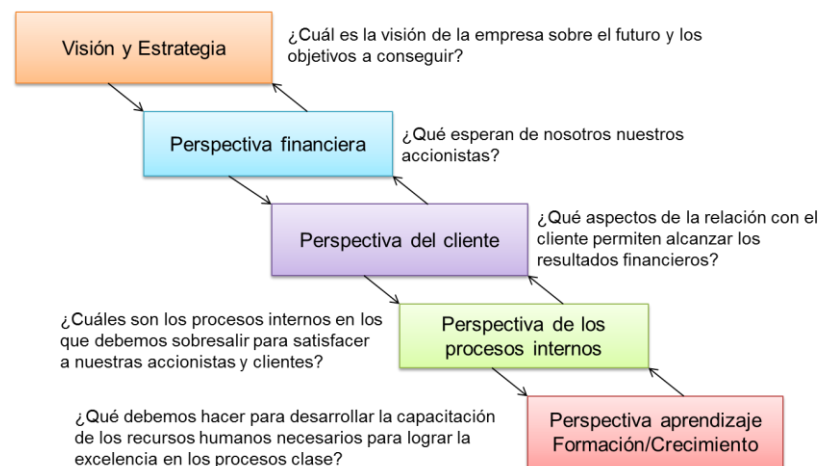 Visión y Estrategia
¿Cuál es la visión de la empresa sobre el futuro y los
objetivos a conseguir?
Perspectiva financiera
¿Qué esperan de nosotros nuestros
accionistas?
Perspectiva del cliente
¿Qué aspectos de la relación con el
cliente permiten alcanzar los
resultados financieros?
¿Cuáles son los procesos internos en los
que debemos sobresalir para satisfacer
a nuestras accionistas y clientes?
Perspectiva de los
procesos internos
¿Qué debemos hacer para desarrollar la capacitación
de los recursos humanos necesarios para lograr la
excelencia en los procesos clase?
Perspectiva aprendizaje
Formación/Crecimiento